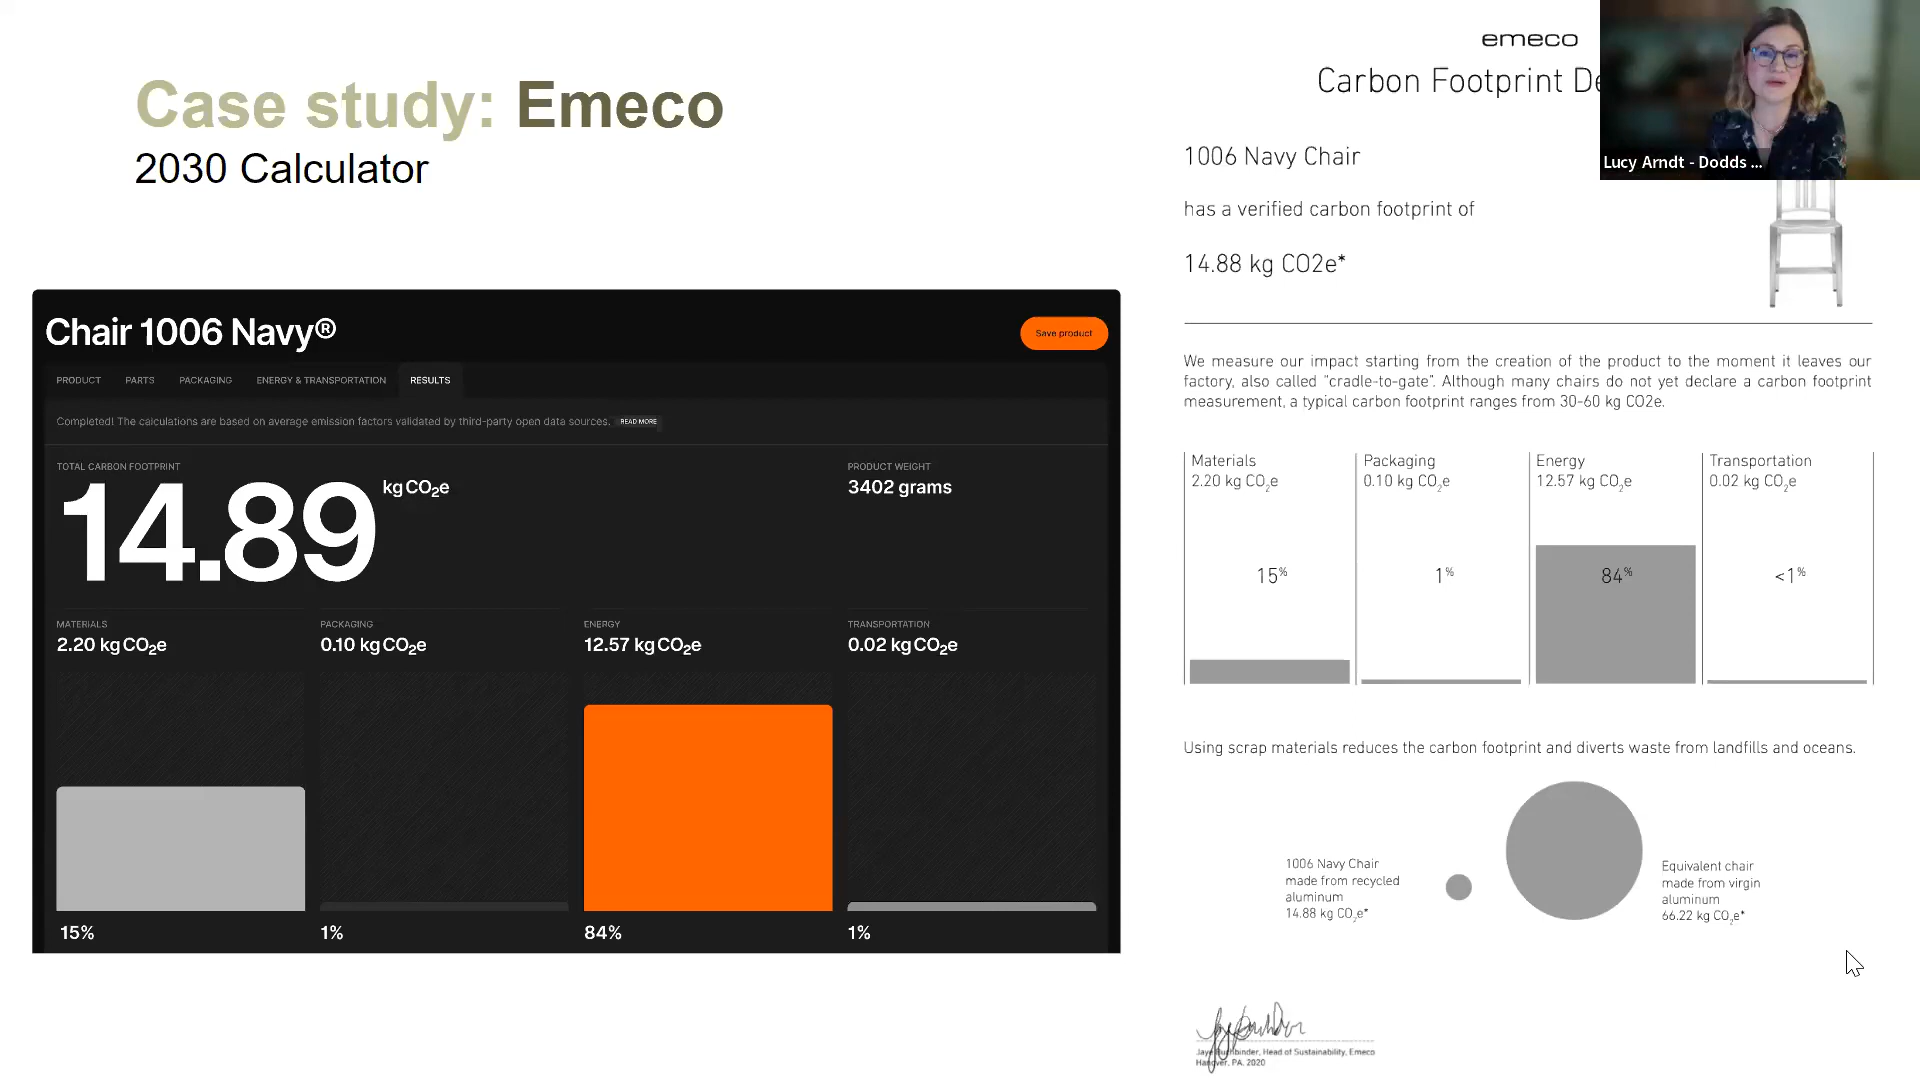 Case study: Emeco
2030 Calculator
Chair 1006 Navy®
Save product
PRODUCT PARTS PACKAGING ENERGY & TRANSPORTATION RESULTS
Completed! The calculations are based on average emission factors validated by third-party open data sources. READ MORE
TOTAL CARBON FOOTPRINT
14.89 kg CO₂e
PRODUCT WEIGHT
3402 grams
MATERIALS
2.20 kg CO₂e
PACKAGING
0.10 kg CO₂e
ENERGY
12.57 kg CO₂e
TRANSPORTATION
0.02 kg CO₂e
15%
1%
84%
1%
emeco
Carbon Footprint De
1006 Navy Chair
has a verified carbon footprint of
14.88 kg CO2e*
We measure our impact starting from the creation of the product to the moment it leaves our
factory, also called “cradle-to-gate”. Although many chairs do not yet declare a carbon footprint
measurement, a typical carbon footprint ranges from 30-60 kg CO2e.
Materials
2.20 kg CO₂e
15%
Packaging
0.10 kg CO₂e
1%
Energy
12.57 kg CO₂e
84%
Transportation
0.02 kg CO₂e
<1%
Using scrap materials reduces the carbon footprint and diverts waste from landfills and oceans.
1006 Navy Chair
made from recycled
aluminum
14.88 kg CO₂e*
Equivalent chair
made from virgin
aluminum
66.22 kg CO₂e*
Jaye Buchbinder, Head of Sustainability, Emeco
Hanover, PA. 2020
Lucy Arndt - Dodds ...